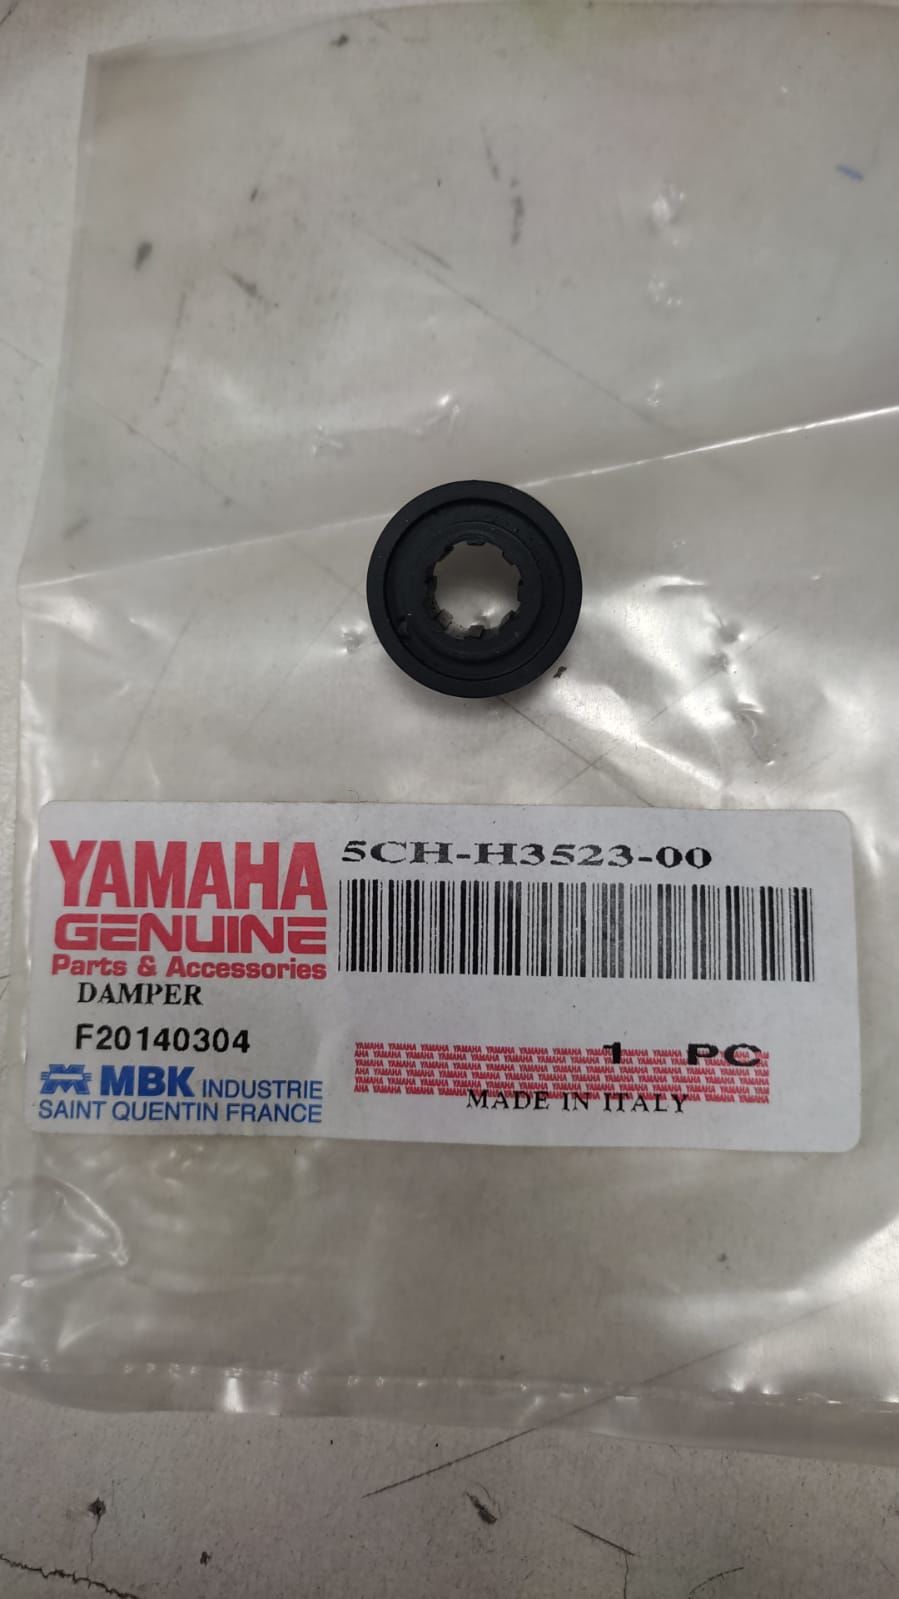 YAMAHA
GENUINE
Parts & Accessories
5CH-H3523-00
DAMPER
F20140304
1 PC
MADE IN ITALY
MBK INDUSTRIE
SAINT QUENTIN FRANCE